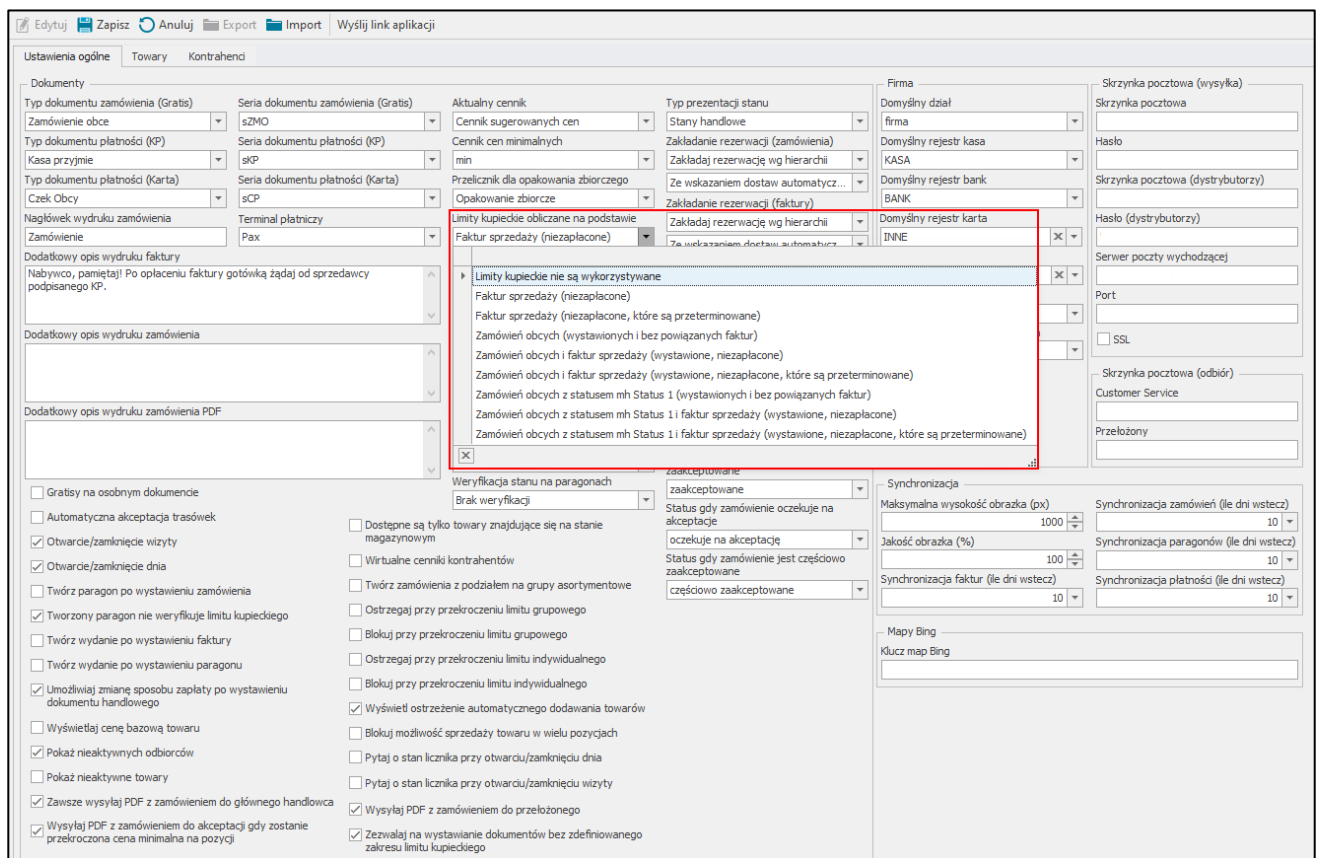 Edytuj Zapisz Anuluj Export Import Wyślij link aplikacji
Ustawienia ogólne Towary Kontrahenci
Dokumenty
Typ dokumentu zamówienia (Gratis)
Zamówienie obce
Typ dokumentu płatności (KP)
Kasa przyjmie
Typ dokumentu płatności (Karta)
Czek Obcy
Nagłówek wydruku zamówienia
Zamówienie
Seria dokumentu zamówienia (Gratis)
sZMO
Seria dokumentu płatności (KP)
sKP
Seria dokumentu płatności (Karta)
sCP
Terminal płatniczy
Pax
Dodatkowy opis wydruku faktury
Nabywco, pamiętaj! Po opłaceniu faktury gotówką żądaj od sprzedawcy
podpisanego KP.
Dodatkowy opis wydruku zamówienia
Dodatkowy opis wydruku zamówienia PDF
Aktualny cennik
Cennik sugerowanych cen
Cennik cen minimalnych
min
Przelicznik dla opakowania zbiorczego
Opakowanie zbiorcze
Limity kupieckie obliczane na podstawie
Faktur sprzedaży (niezapłacone)
Typ prezentacji stanu
Stany handlowe
Zakładanie rezerwacji (zamówienia)
Zakładaj rezerwację wg hierarchii
Ze wskazaniem dostaw automatycz...
Zakładanie rezerwacji (faktury)
Zakładaj rezerwację wg hierarchii
Ze wskazaniem dostaw automatycz
Limity kupieckie nie są wykorzystywane
Faktur sprzedaży (niezapłacone)
Faktur sprzedaży (niezapłacone, które są przeterminowane)
Zamówień obcych (wystawionych i bez powiązanych faktur)
Zamówień obcych i faktur sprzedaży (wystawione, niezapłacone)
Zamówień obcych i faktur sprzedaży (wystawione, niezapłacone, które są przeterminowane)
Zamówień obcych z statusem mh Status 1 (wystawionych i bez powiązanych faktur)
Zamówień obcych z statusem mh Status 1 i faktur sprzedaży (wystawione, niezapłacone)
Zamówień obcych z statusem mh Status 1 i faktur sprzedaży (wystawione, niezapłacone, które są przeterminowane)
Weryfikacja stanu na paragonach
Brak weryfikacji
zaakceptowane
zaakceptowane
Status gdy zamówienie oczekuje na
akceptacje
oczekuje na akceptację
Status gdy zamówienie jest częściowo
zaakceptowane
częściowo zaakceptowane
Firma
Domyślny dział
firma
Domyślny rejestr kasa
KASA
Domyślny rejestr bank
BANK
Domyślny rejestr karta
INNE
Skrzynka pocztowa (wysyłka)
Skrzynka pocztowa
Hasło
Skrzynka pocztowa (dystrybutorzy)
Hasło (dystrybutorzy)
Serwer poczty wychodzącej
Port
SSL
Skrzynka pocztowa (odbiór)
Customer Service
Przełożony
Gratisy na osobnym dokumencie
Automatyczna akceptacja trasówek
Otwarcie/zamknięcie wizyty
Otwarcie/zamknięcie dnia
Twórz paragon po wystawieniu zamówienia
Tworzony paragon nie weryfikuje limitu kupieckiego
Twórz wydanie po wystawieniu faktury
Twórz wydanie po wystawieniu paragonu
Umożliwiaj zmianę sposobu zapłaty po wystawieniu
dokumentu handlowego
Wyświetlaj cenę bazową towaru
Pokaż nieaktywnych odbiorców
Pokaż nieaktywne towary
Zawsze wysyłaj PDF z zamówieniem do głównego handlowca
Wysyłaj PDF z zamówieniem do akceptacji gdy zostanie
przekroczona cena minimalna na pozycji
Dostępne są tylko towary znajdujące się na stanie
magazynowym
Wirtualne cenniki kontrahentów
Twórz zamówienia z podziałem na grupy asortymentowe
Ostrzegaj przy przekroczeniu limitu grupowego
Blokuj przy przekroczeniu limitu grupowego
Ostrzegaj przy przekroczeniu limitu indywidualnego
Blokuj przy przekroczeniu limitu indywidualnego
Wyświetl ostrzeżenie automatycznego dodawania towarów
Blokuj możliwość sprzedaży towaru w wielu pozycjach
Pytaj o stan licznika przy otwarciu/zamknięciu dnia
Pytaj o stan licznika przy otwarciu/zamknięciu wizyty
Wysyłaj PDF z zamówieniem do przełożonego
Zezwalaj na wystawianie dokumentów bez zdefiniowanego
zakresu limitu kupieckiego
Synchronizacja
Maksymalna wysokość obrazka (px)
1000
Jakość obrazka (%)
100
Synchronizacja faktur (ile dni wstecz)
10
Synchronizacja zamówień (ile dni wstecz)
10
Synchronizacja paragonów (ile dni wstecz)
10
Synchronizacja płatności (ile dni wstecz)
10
Mapy Bing
Klucz map Bing